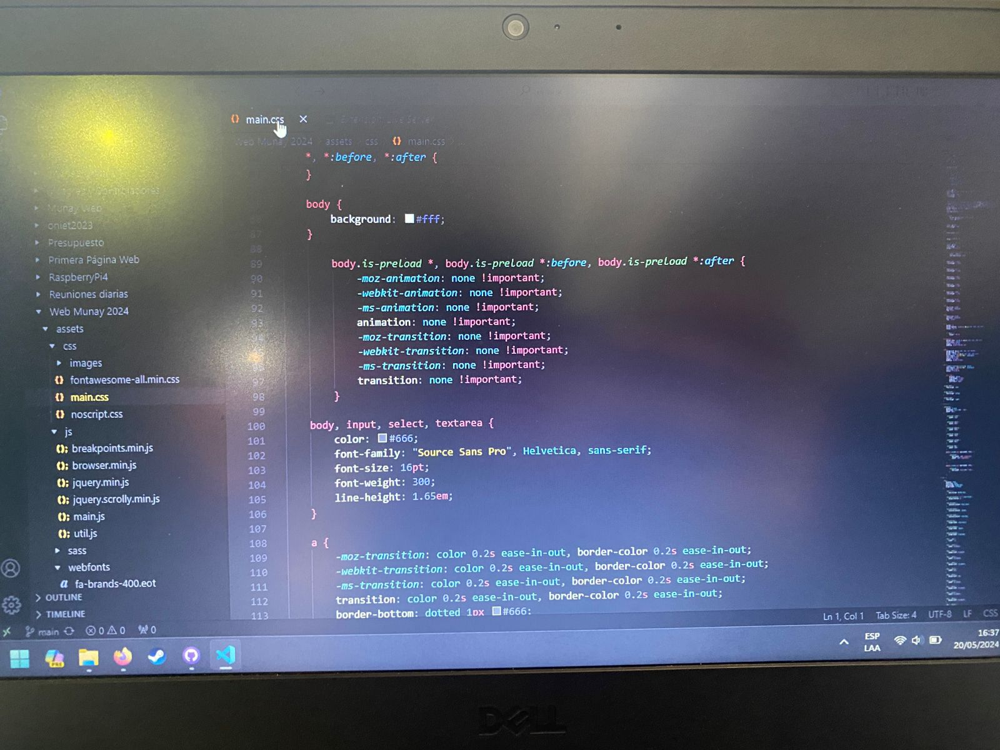 main.css
Web Munay 2024 assets css main.css ...
*, *:before, *:after {
}
body {
background: #fff;
87 }
88
89 body.is-preload *, body.is-preload *:before, body.is-preload *:after {
90 -moz-animation: none !important;
91 -webkit-animation: none !important;
92 -ms-animation: none !important;
93 animation: none !important;
94 -moz-transition: none !important;
-webkit-transition: none !important;
96 -ms-transition: none !important;
97 transition: none !important;
98 }
99
100 body, input, select, textarea {
101 color: #666;
102 font-family: "Source Sans Pro", Helvetica, sans-serif;
103 font-size: 16pt;
104 font-weight: 300;
105 line-height: 1.65em;
106 }
107
108 a {
109 -moz-transition: color 0.2s ease-in-out, border-color 0.2s ease-in-out;
110 -webkit-transition: color 0.2s ease-in-out, border-color 0.2s ease-in-out;
111 -ms-transition: color 0.2s ease-in-out, border-color 0.2s ease-in-out;
112 transition: color 0.2s ease-in-out, border-color 0.2s ease-in-out;
113 border-bottom: dotted 1px #666;
Munay Web
oniet2023
Presupuesto
Primera Página Web
RaspberryPi4
Reuniones diarias
Web Munay 2024
assets
css
images
fontawesome-all.min.css
main.css
noscript.css
js
breakpoints.min.js
browser.min.js
jquery.min.js
jquery.scrolly.min.js
main.js
util.js
sass
webfonts
fa-brands-400.eot
OUTLINE
TIMELINE
main 0 0 0
Ln 1, Col 1 Tab Size: 4 UTF-8 LF CSS
PRE
ESP
LAA
16:37
20/05/2024
DELL